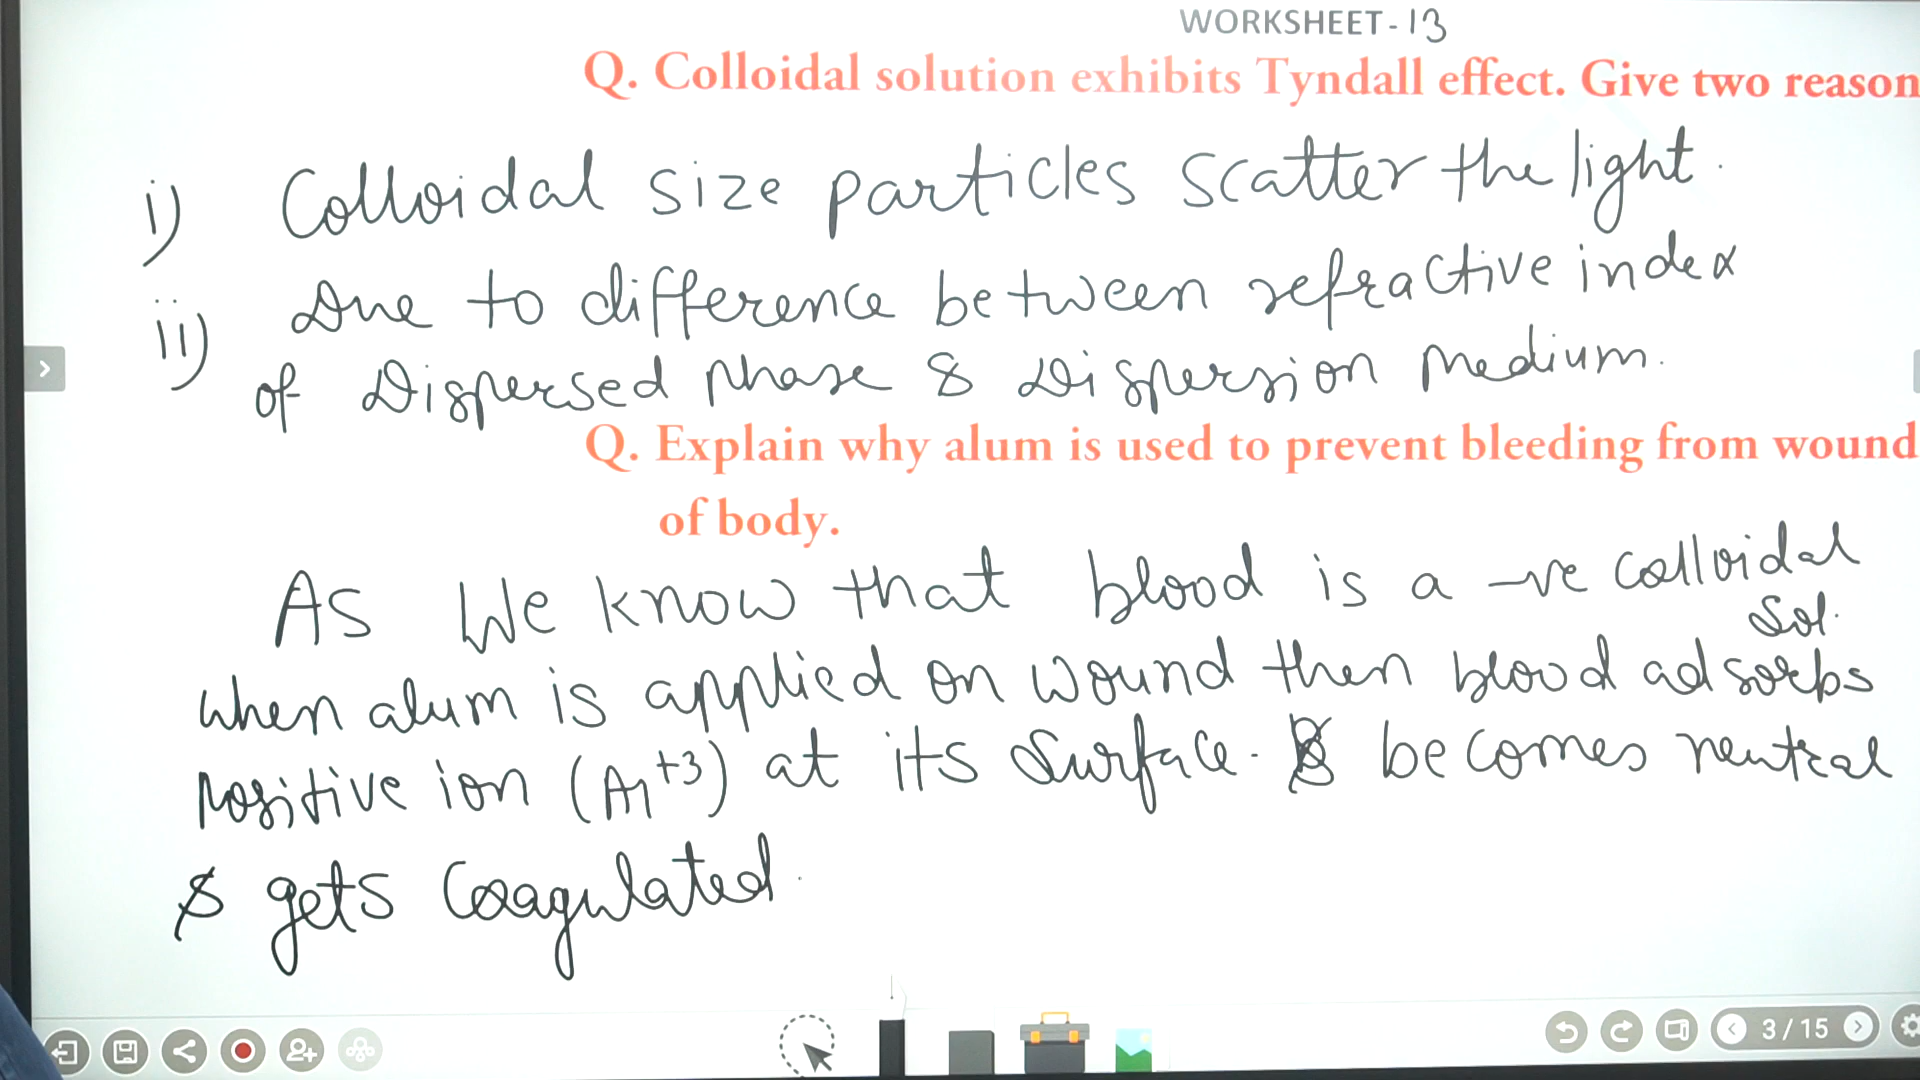 WORKSHEET-13
Q. Colloidal solution exhibits Tyndall effect. Give two reason
i) Colloidal size particles scatter the light.
ii) Due to difference between refractive index
of Dispersed phase & Dispersion Medium.
Q. Explain why alum is used to prevent bleeding from wound
of body.
As We know that blood is a -ve colloidal
Sol.
when alum is applied on wound then blood adsorbs
positive ion (Al+3) at its Surface. & becomes neutral
& gets Coagulated.
3 / 15